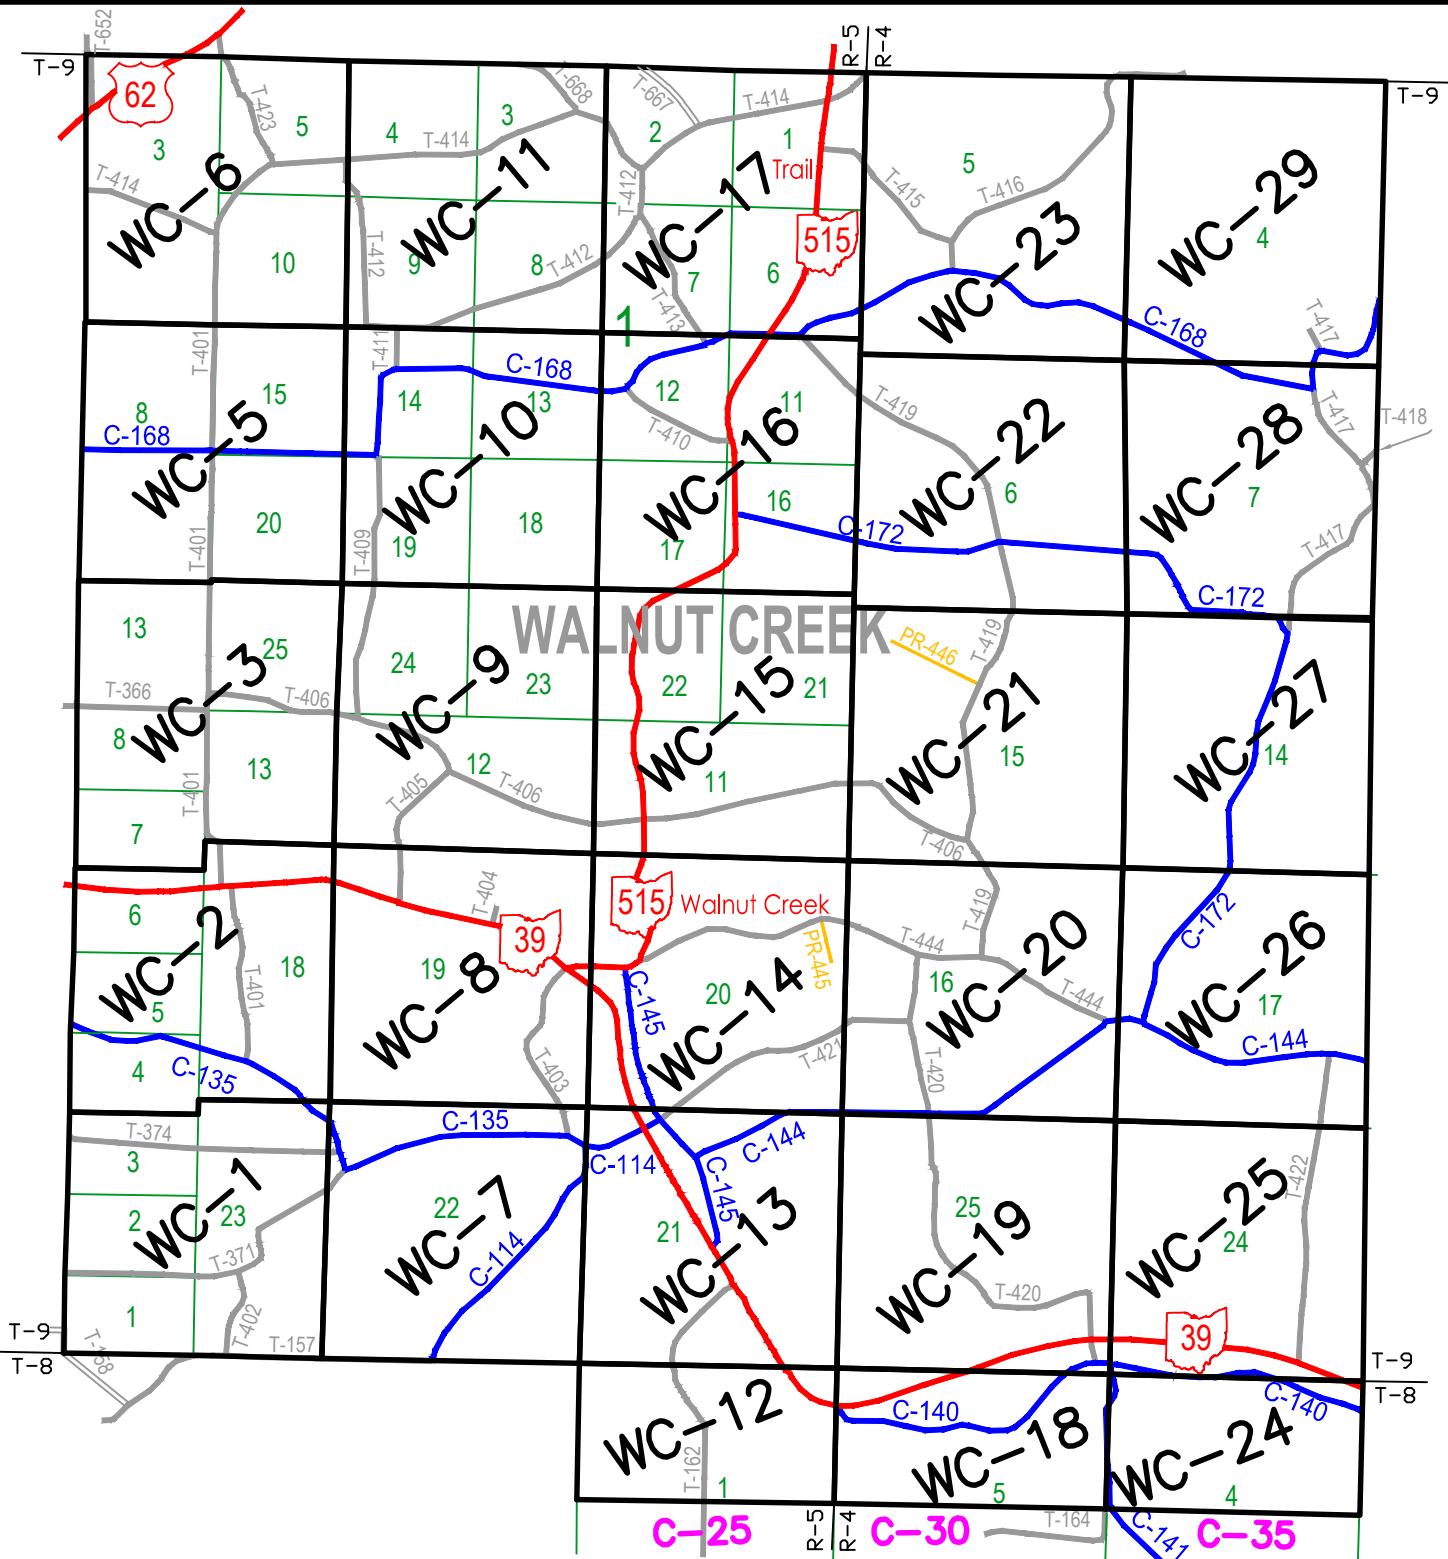 T-652
R-5
R-4
T-9
62
T-423
T-668
T-667
T-414
T-9
5
4
3
T-414
2
1
3
Trail
5
T-414
WC-6
WC-11
T-412
WC-17
T-415
T-416
WC-29
515
WC-23
4
10
T-412
9
8
T-412
7
6
T-413
1
C-168
T-417
T-401
T-411
C-168
15
14
13
12
11
8
T-419
T-417
T-418
C-168
WC-5
WC-10
T-410
WC-16
WC-22
WC-28
6
7
20
18
16
C-172
T-401
T-409
19
17
T-417
C-172
WALNUT CREEK
13
25
24
23
22
21
PR-446
T-419
T-366
WC-3
T-406
WC-9
WC-15
WC-21
WC-27
8
13
12
11
15
14
T-401
T-405
T-406
7
T-406
T-404
515
Walnut Creek
6
39
T-419
C-172
WC-2
18
T-401
19
WC-8
C-145
20
WC-14
PR-445
T-444
16
WC-20
T-444
WC-26
17
5
C-144
4
C-135
T-403
T-421
T-420
T-374
C-135
C-114
C-144
3
C-145
T-422
WC-1
2
23
22
WC-7
21
WC-13
25
WC-19
WC-25
24
T-371
C-114
T-420
1
T-402
T-157
39
T-9
T-8
T-168
T-9
T-8
WC-12
C-140
C-140
WC-18
WC-24
T-162
1
5
4
C-25
R-5
R-4
C-30
T-164
C-141
C-35